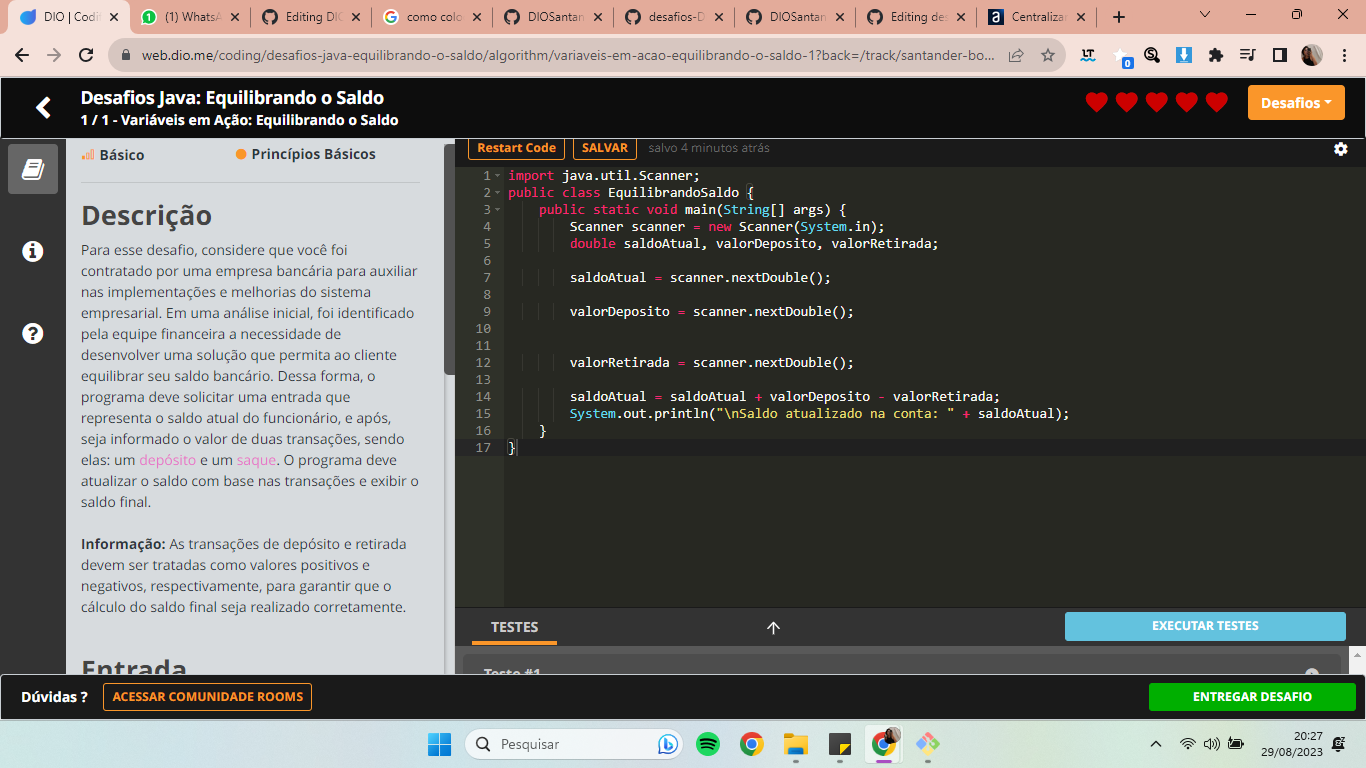 DIO | Codi
(1) WhatsA
Editing DIO
como colo
DIOSantan
desafios-D
DIOSantan
Editing des
Centralizar
web.dio.me/coding/desafios-java-equilibrando-o-saldo/algorithm/variaveis-em-acao-equilibrando-o-saldo-1?back=/track/santander-bo...
LT
0
Desafios Java: Equilibrando o Saldo
1 / 1 - Variáveis em Ação: Equilibrando o Saldo
Desafios
Básico
Princípios Básicos
Descrição
Para esse desafio, considere que você foi
contratado por uma empresa bancária para auxiliar
nas implementações e melhorias do sistema
empresarial. Em uma análise inicial, foi identificado
pela equipe financeira a necessidade de
desenvolver uma solução que permita ao cliente
equilibrar seu saldo bancário. Dessa forma, o
programa deve solicitar uma entrada que
representa o saldo atual do funcionário, e após,
seja informado o valor de duas transações, sendo
elas: um depósito e um saque. O programa deve
atualizar o saldo com base nas transações e exibir o
saldo final.
Informação: As transações de depósito e retirada
devem ser tratadas como valores positivos e
negativos, respectivamente, para garantir que o
cálculo do saldo final seja realizado corretamente.
Entrada
Restart Code
SALVAR
salvo 4 minutos atrás
1 import java.util.Scanner;
2 public class EquilibrandoSaldo {
3 public static void main(String[] args) {
4 Scanner scanner = new Scanner(System.in);
5 double saldoAtual, valorDeposito, valorRetirada;
6
7 saldoAtual = scanner.nextDouble();
8
9 valorDeposito = scanner.nextDouble();
10
11
12 valorRetirada = scanner.nextDouble();
13
14 saldoAtual = saldoAtual + valorDeposito - valorRetirada;
15 System.out.println("\nSaldo atualizado na conta: " + saldoAtual);
16 }
17 }
TESTES
EXECUTAR TESTES
Teste #1
Dúvidas ?
ACESSAR COMUNIDADE ROOMS
ENTREGAR DESAFIO
Pesquisar
20:27
29/08/2023